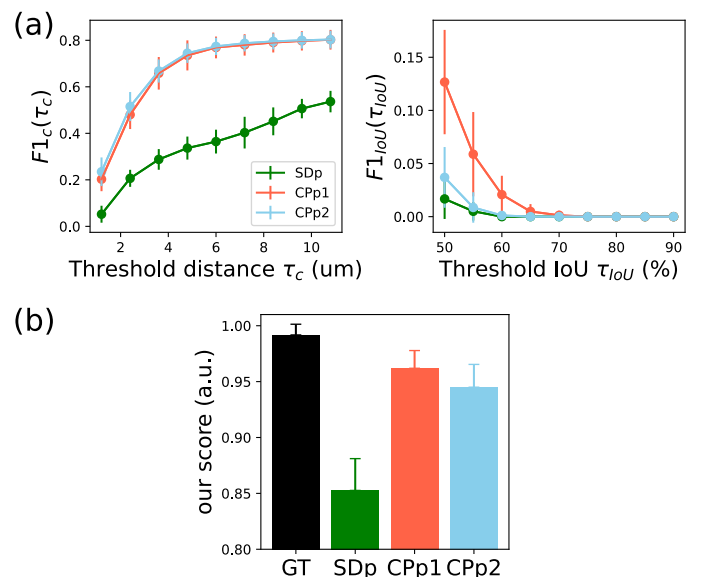 (a)
F1c(τc)
0.8
0.6
0.4
0.2
0.0
SDp
CPp1
CPp2
2 4 6 8 10
Threshold distance τc (um)
F1IoU(τIoU)
0.15
0.10
0.05
0.00
50 60 70 80 90
Threshold IoU τIoU (%)
(b)
our score (a.u.)
1.00
0.95
0.90
0.85
0.80
GT SDp CPp1 CPp2